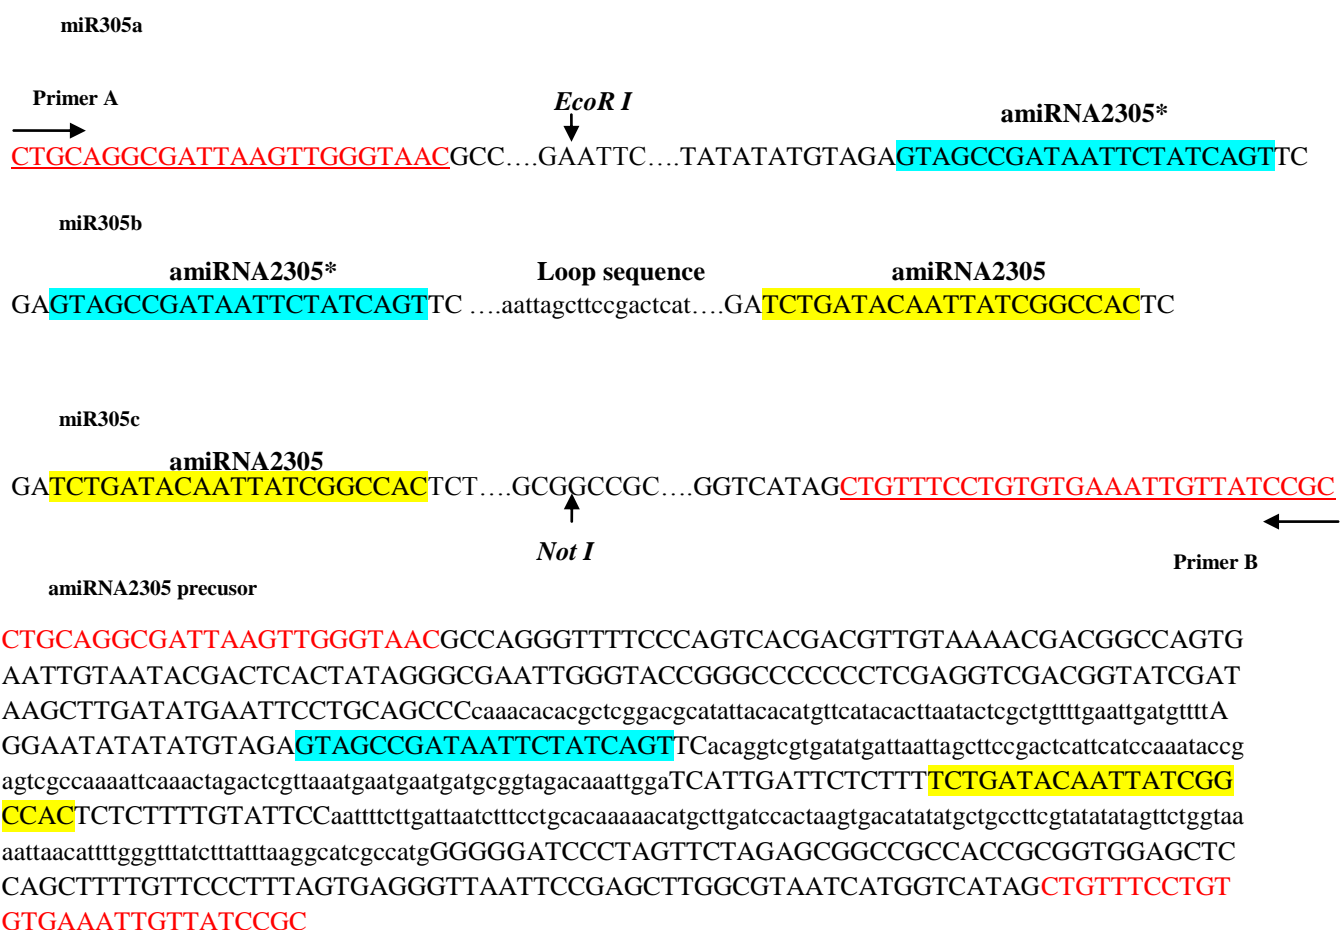 miR305a
Primer A
EcoR I
amiRNA2305*
CTGCAGGCGATTAAGTTGGGTAACGCC....GAATTC....TATATATGTAGAGTAGCCGATAATTCTATCAGTTC
miR305b
amiRNA2305* Loop sequence amiRNA2305
GAGTAGCCGATAATTCTATCAGTTC ....aattagcttccgactcat....GATCTGATACAATTATCGGCCACTC
miR305c
amiRNA2305
GATCTGATACAATTATCGGCCACTCT....GCGGCCGC....GGTCATAGCTGTTTCCTGTGTGAAATTGTTATCCGC
Not I
Primer B
amiRNA2305 precusor
CTGCAGGCGATTAAGTTGGGTAACGCCAGGGTTTTCCCAGTCACGACGTTGTAAAACGACGGCCAGTG
AATTGTAATACGACTCACTATAGGGCGAATTGGGTACCGGGCCCCCCCTCGAGGTCGACGGTATCGAT
AAGCTTGATATGAATTCCTGCAGCCCcaaacacacgctcggacgcatattacacatgttcatacacttaatactcgctgttttgaattgatgttttA
GGAATATATATGTAGAGTAGCCGATAATTCTATCAGTTCacaggtcgtgatatgattaattagcttccgactcattcatccaaataccg
agtcgccaaaattcaaactagactcgttaaatgaatgaatgatgcggtagacaaattggaTCATTGATTCTCTTTTCTGATACAATTATCGG
CCACTCTCTTTTGTATTCCaattttcttgattaatctttcctgcacaaaaacatgcttgatccactaagtgacatatatgctgccttcgtatatatagttctggtaa
aattaacattttgggtttatctttatttaaggcatcgccatgGGGGGATCCCTAGTTCTAGAGCGGCCGCCACCGCGGTGGAGCTC
CAGCTTTTGTTCCCTTTAGTGAGGGTTAATTCCGAGCTTGGCGTAATCATGGTCATAGCTGTTTCCTGT
GTGAAATTGTTATCCGC